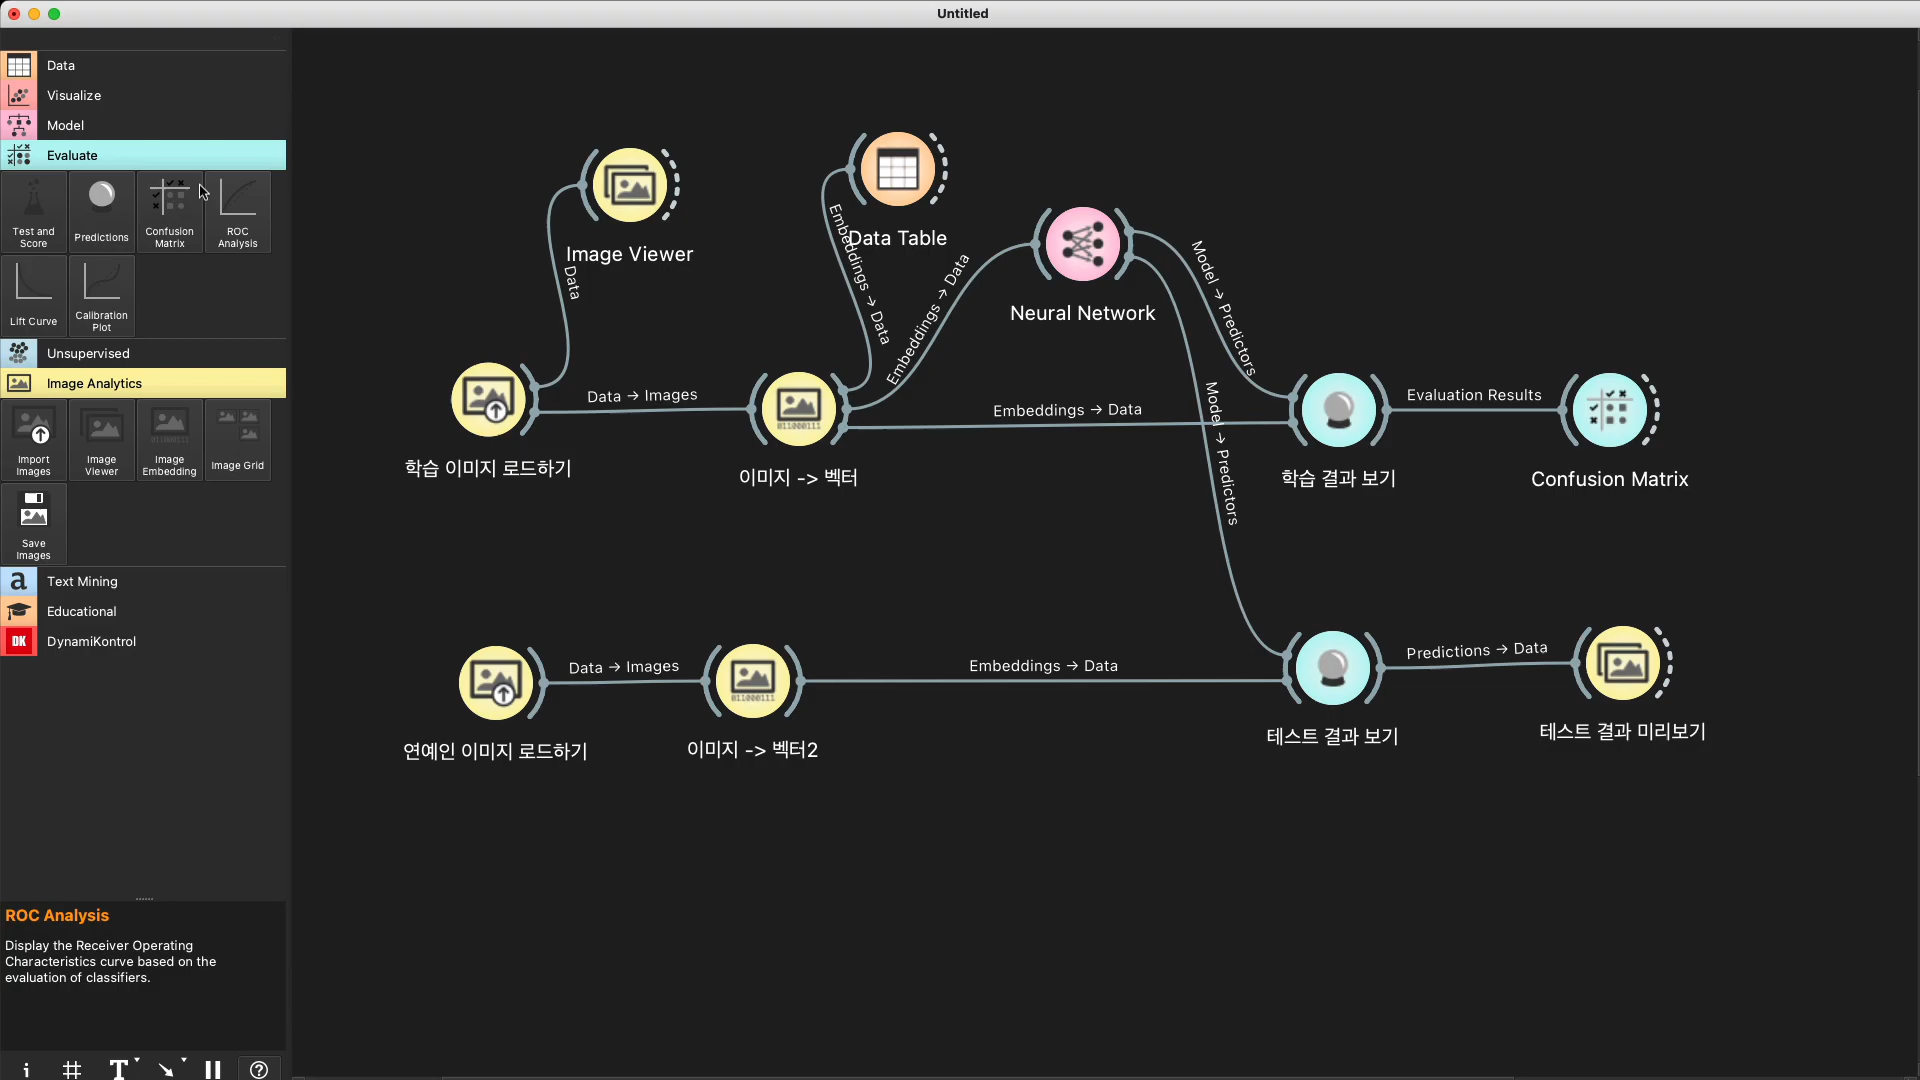 Untitled
Data
Visualize
Model
Evaluate
Test and
Score
Predictions
Confusion
Matrix
ROC
Analysis
Lift Curve
Calibration
Plot
Unsupervised
Image Analytics
Import
Images
Image
Viewer
Image
Embedding
Image Grid
Save
Images
a
Text Mining
Educational
DK
DynamiKontrol
ROC Analysis
Display the Receiver Operating
Characteristics curve based on the
evaluation of classifiers.
Image Viewer
Data
Data Table
Embeddings → Data
Embeddings → Data
Neural Network
Model → Predictors
Model → Predictors
학습 이미지 로드하기
Data → Images
이미지 -> 벡터
Embeddings → Data
학습 결과 보기
Evaluation Results
Confusion Matrix
연예인 이미지 로드하기
Data → Images
이미지 -> 벡터2
Embeddings → Data
테스트 결과 보기
Predictions → Data
테스트 결과 미리보기